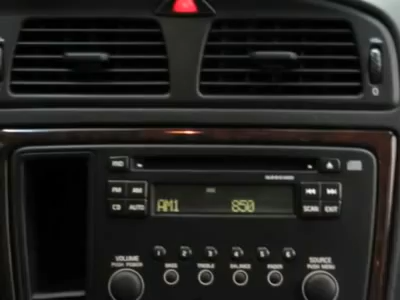 PWD
FM AM
CD AUTO
AM1 850
SCAN EXIT
1 2 3 4 5 6
VOLUME
PUSH POWER
BASS TREBLE BALANCE FADER
SOURCE
PUSH MENU